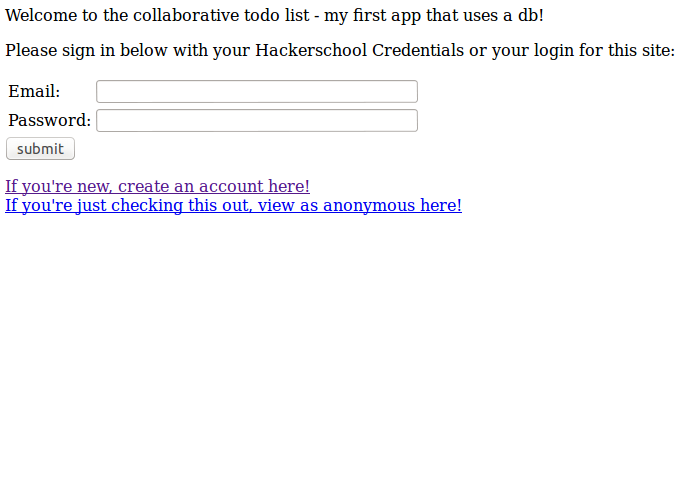 Welcome to the collaborative todo list - my first app that uses a db!
Please sign in below with your Hackerschool Credentials or your login for this site:
Email:
Password:
submit
If you're new, create an account here!
If you're just checking this out, view as anonymous here!